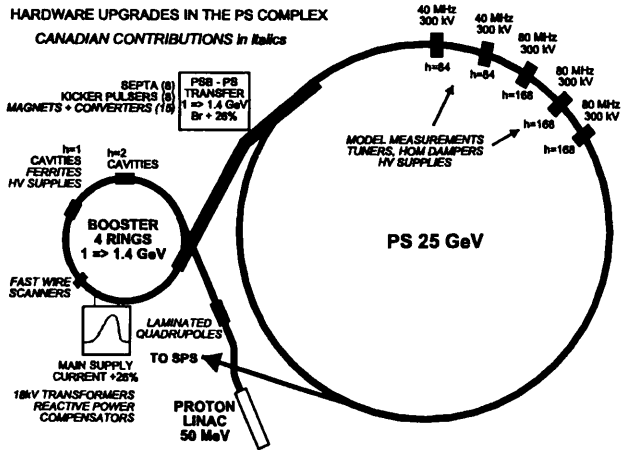 HARDWARE UPGRADES IN THE PS COMPLEX
CANADIAN CONTRIBUTIONS in Italics
SEPTA (8)
KICKER PULSERS (8)
MAGNETS + CONVERTERS (15)
PSB - PS
TRANSFER
1 => 1.4 GeV
Br + 26%
40 MHz
300 kV
40 MHz
300 kV
80 MHz
300 kV
80 MHz
300 kV
80 MHz
300 kV
h=84
h=84
h=168
h=168
h=168
MODEL MEASUREMENTS
TUNERS, HOM DAMPERS
HV SUPPLIES
h=1
CAVITIES
FERRITES
HV SUPPLIES
h=2
CAVITIES
BOOSTER
4 RINGS
1 => 1.4 GeV
PS 25 GeV
FAST WIRE
SCANNERS
LAMINATED
QUADRUPOLES
MAIN SUPPLY
CURRENT +26%
TO SPS
18kV TRANSFORMERS
REACTIVE POWER
COMPENSATORS
PROTON
LINAC
50 MeV